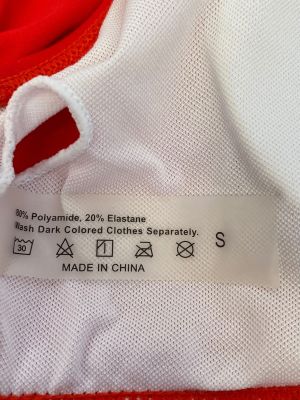 80% Polyamide, 20% Elastane
Wash Dark Colored Clothes Separately.
30
S
MADE IN CHINA